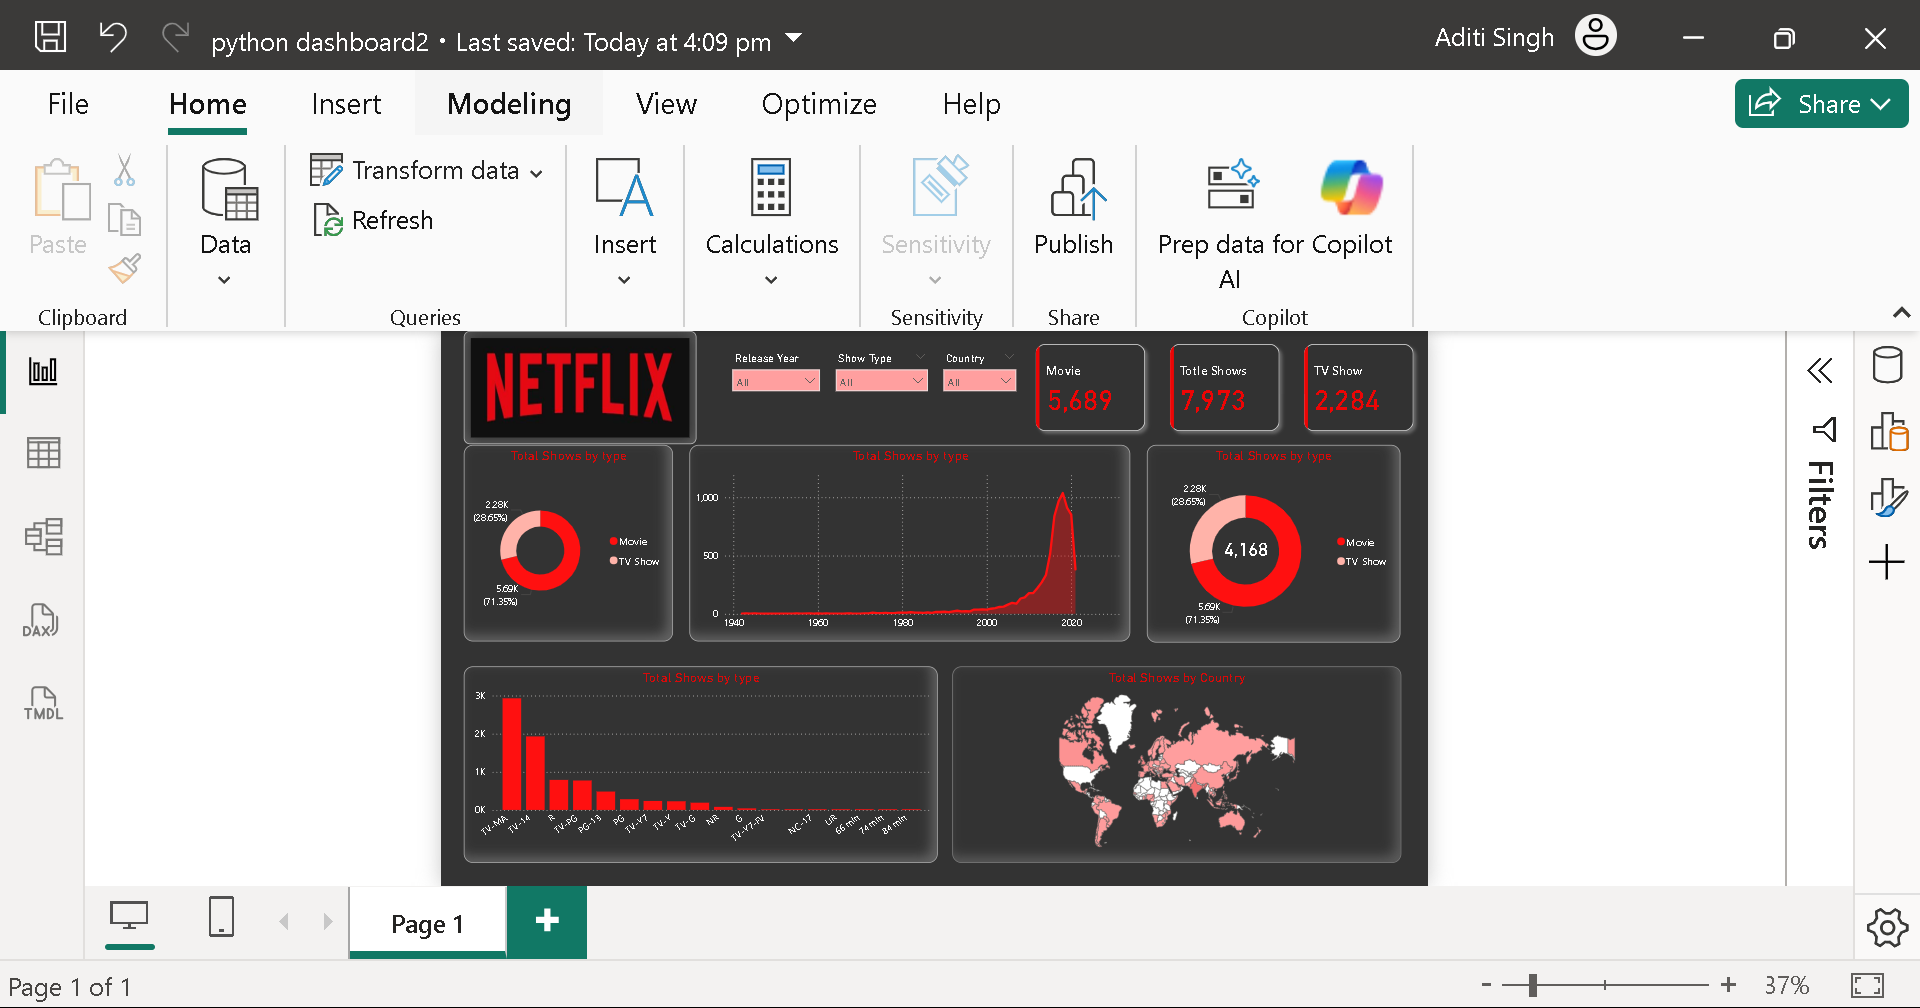 python dashboard2 • Last saved: Today at 4:09 pm
Aditi Singh
File Home Insert Modeling View Optimize Help
Share
Paste
Clipboard
Data
Transform data
Refresh
Queries
Insert
Calculations
Sensitivity
Sensitivity
Publish
Share
Prep data for AI
Copilot
Copilot
NETFLIX
Release Year
All
Show Type
All
Country
All
Movie
5,689
Totle Shows
7,973
TV Show
2,284
Total Shows by type
2.28K
(28.65%)
5.69K
(71.35%)
Movie
TV Show
Total Shows by type
1,000
500
0
1940 1960 1980 2000 2020
Total Shows by type
2.28K
(28.65%)
4,168
5.69K
(71.35%)
Movie
TV Show
Total Shows by type
3K
2K
1K
0K
TV-MA TV-14 R TV-PG PG-13 PG TV-Y7 TV-Y TV-G NR G TV-Y7-FV NC-17 UR 66 min 74 min 84 min
Total Shows by Country
Filters
DAX
TMDL
Page 1
Page 1 of 1
- + 37%